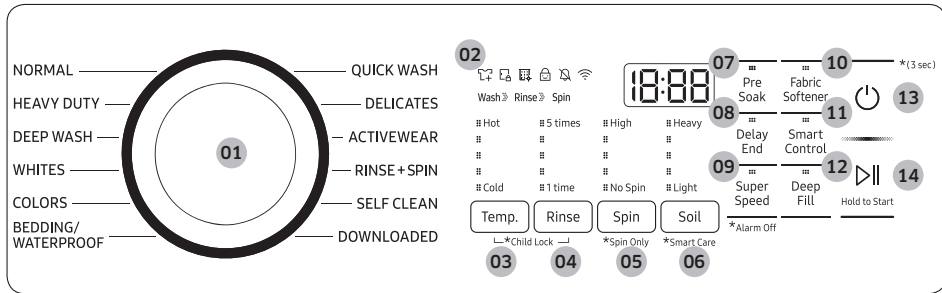 NORMAL
HEAVY DUTY
DEEP WASH
WHITES
COLORS
BEDDING/
WATERPROOF
01
QUICK WASH
DELICATES
ACTIVEWEAR
RINSE+SPIN
SELF CLEAN
DOWNLOADED
02
Wash》 Rinse》 Spin
18:88
Hot
Cold
Temp.
5 times
1 time
Rinse
High
No Spin
Spin
Heavy
Light
Soil
*Child Lock
*Spin Only
*Smart Care
03
04
05
06
07
Pre
Soak
08
Delay
End
09
Super
Speed
*Alarm Off
10
Fabric
Softener
11
Smart
Control
12
Deep
Fill
*(3 sec)
13
14
Hold to Start